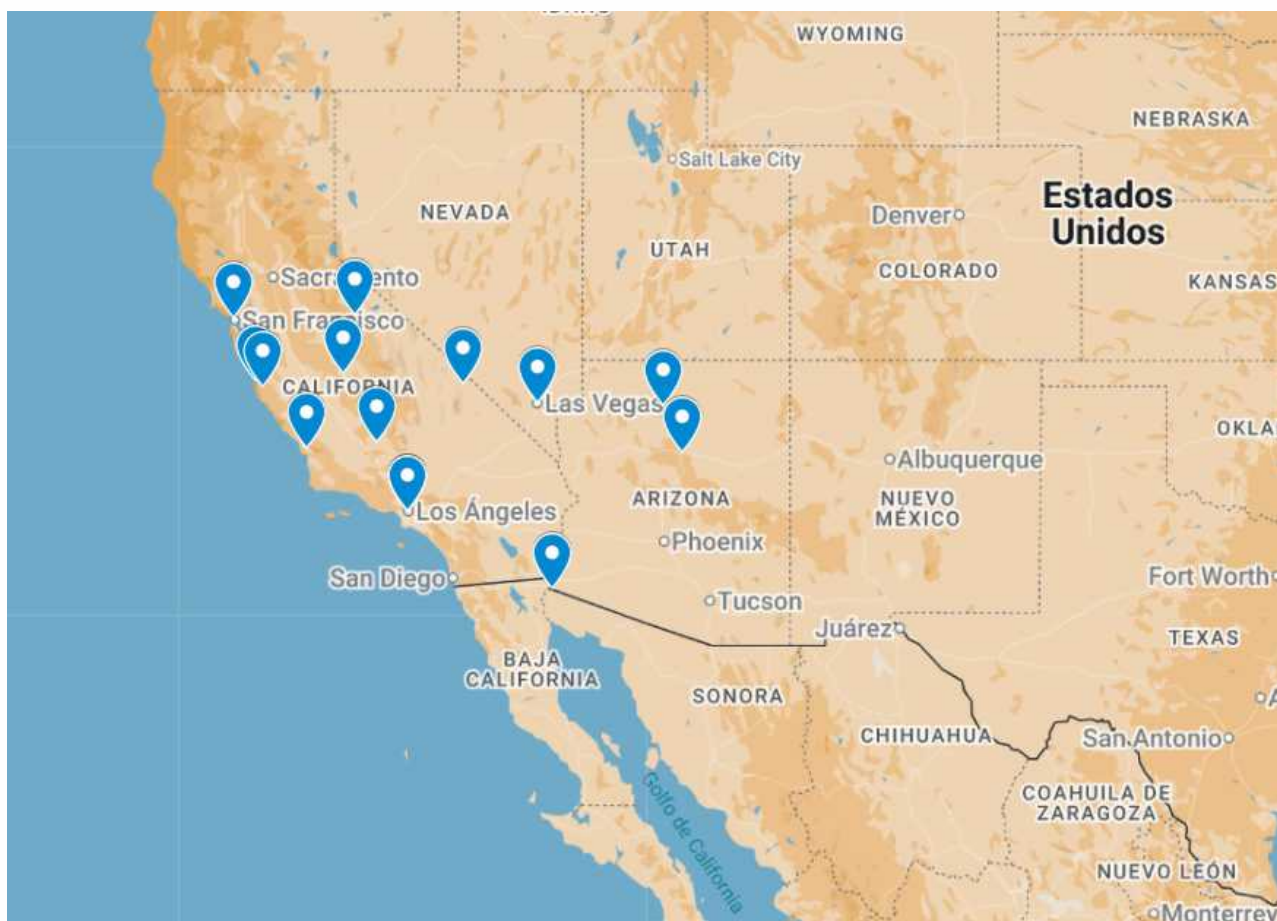 WYOMING
NEBRASKA
Salt Lake City
Estados
Unidos
NEVADA
Denver
UTAH
COLORADO
KANSAS
Sacramento
San Francisco
CALIFORNIA
Las Vegas
OKLA
Albuquerque
ARIZONA
NUEVO
MÉXICO
Los Ángeles
Phoenix
San Diego
Fort Worth
Tucson
Juárez
TEXAS
BAJA
CALIFORNIA
SONORA
CHIHUAHUA
San Antonio
Golfo de California
COAHUILA DE
ZARAGOZA
NUEVO LEÓN
Monterrey